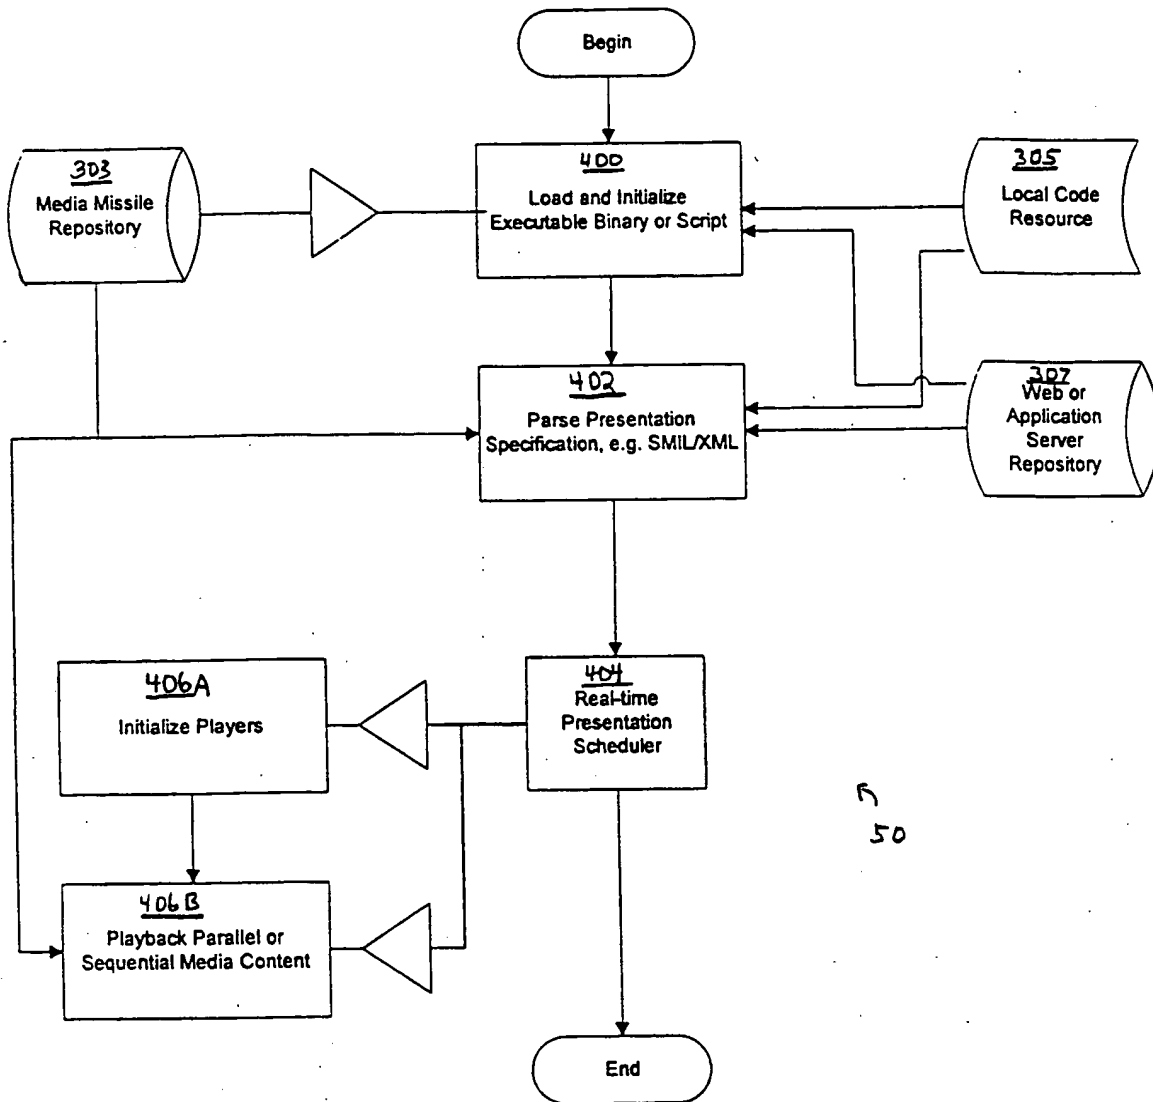 Begin
303
Media Missile
Repository
400
Load and Initialize
Executable Binary or Script
305
Local Code
Resource
402
Parse Presentation
Specification, e.g. SMIL/XML
307
Web or
Application
Server
Repository
406A
Initialize Players
404
Real-time
Presentation
Scheduler
50
406B
Playback Parallel or
Sequential Media Content
End